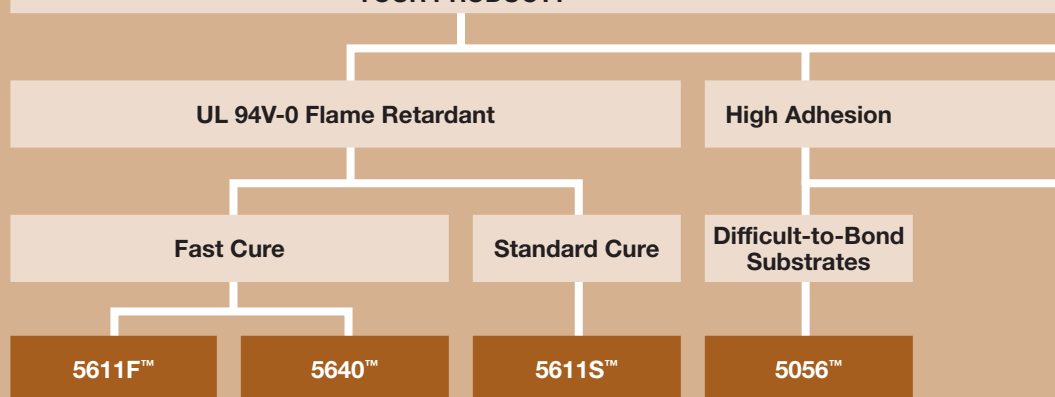 UL 94V-0 Flame Retardant
High Adhesion
Fast Cure
Standard Cure
Difficult-to-Bond
Substrates
5611F™
5640™
5611S™
5056™